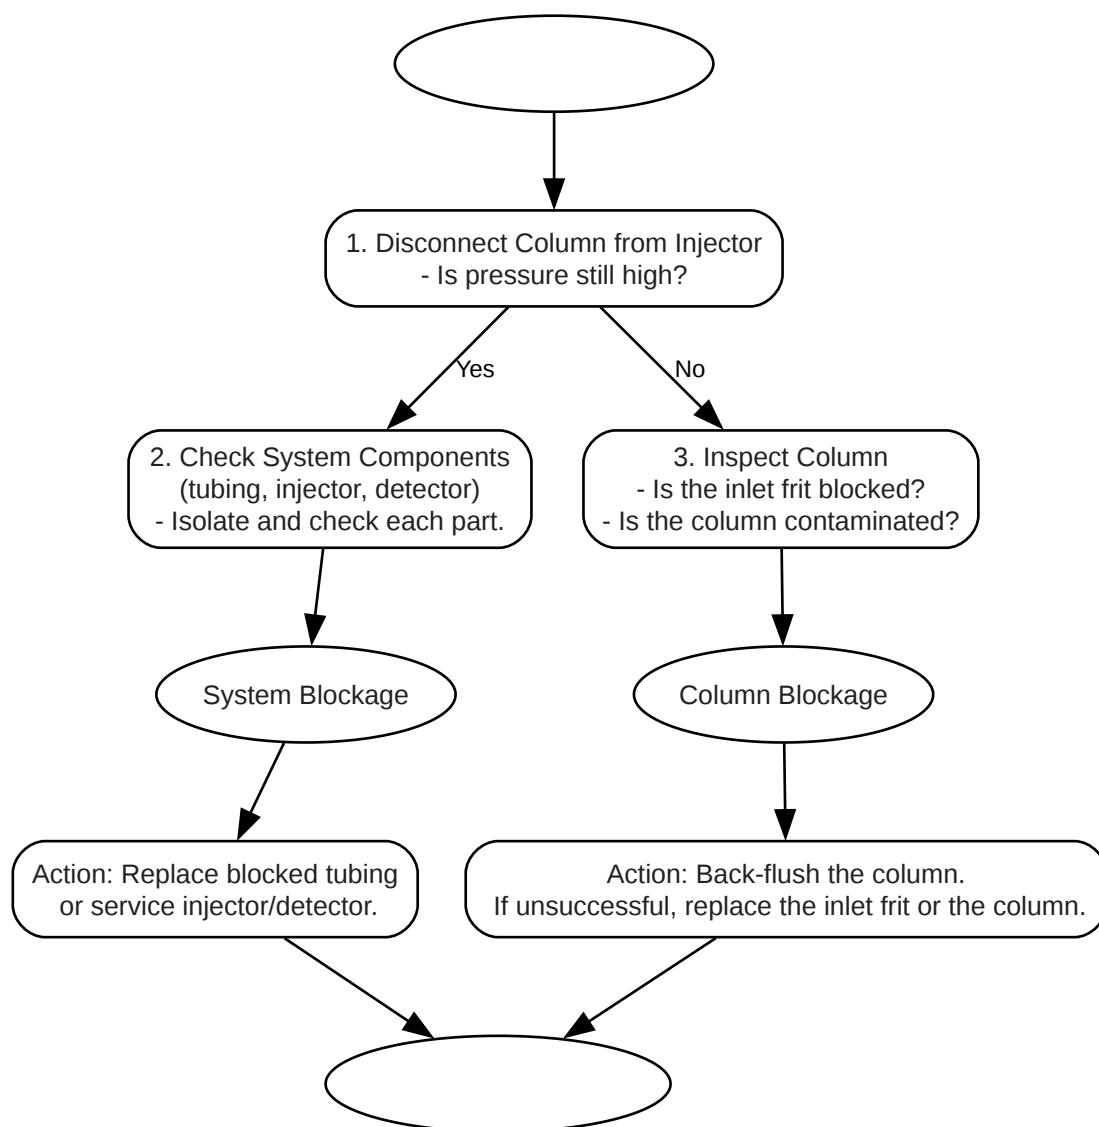 1. Disconnect Column from Injector
- Is pressure still high?
Yes
No
2. Check System Components
(tubing, injector, detector)
- Isolate and check each part.
3. Inspect Column
- Is the inlet frit blocked?
- Is the column contaminated?
System Blockage
Column Blockage
Action: Replace blocked tubing
or service injector/detector.
Action: Back-flush the column.
If unsuccessful, replace the inlet frit or the column.